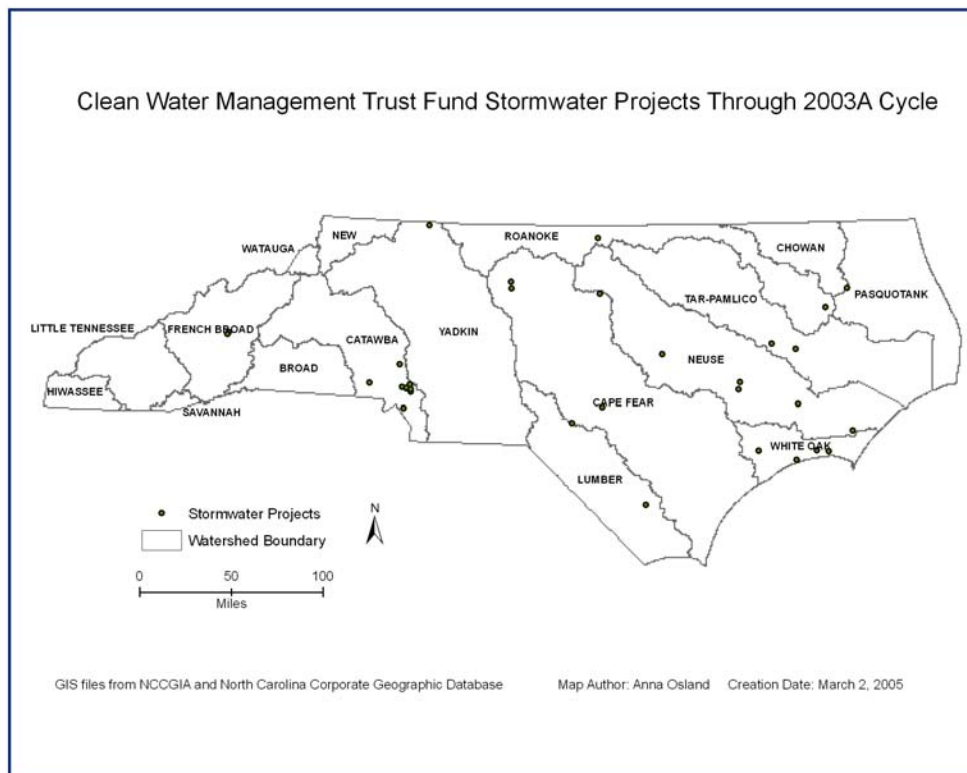 Clean Water Management Trust Fund Stormwater Projects Through 2003A Cycle
NEW
ROANOKE
CHOWAN
WATAUGA
PASQUOTANK
TAR-PAMLICO
LITTLE TENNESSEE
FRENCH BROAD
YADKIN
CATAWBA
NEUSE
BROAD
HIWASSEE
SAVANNAH
CAPE FEAR
WHITE OAK
LUMBER
N
Stormwater Projects
Watershed Boundary
0 50 100
Miles
GIS files from NCCGIA and North Carolina Corporate Geographic Database Map Author: Anna Osland Creation Date: March 2, 2005